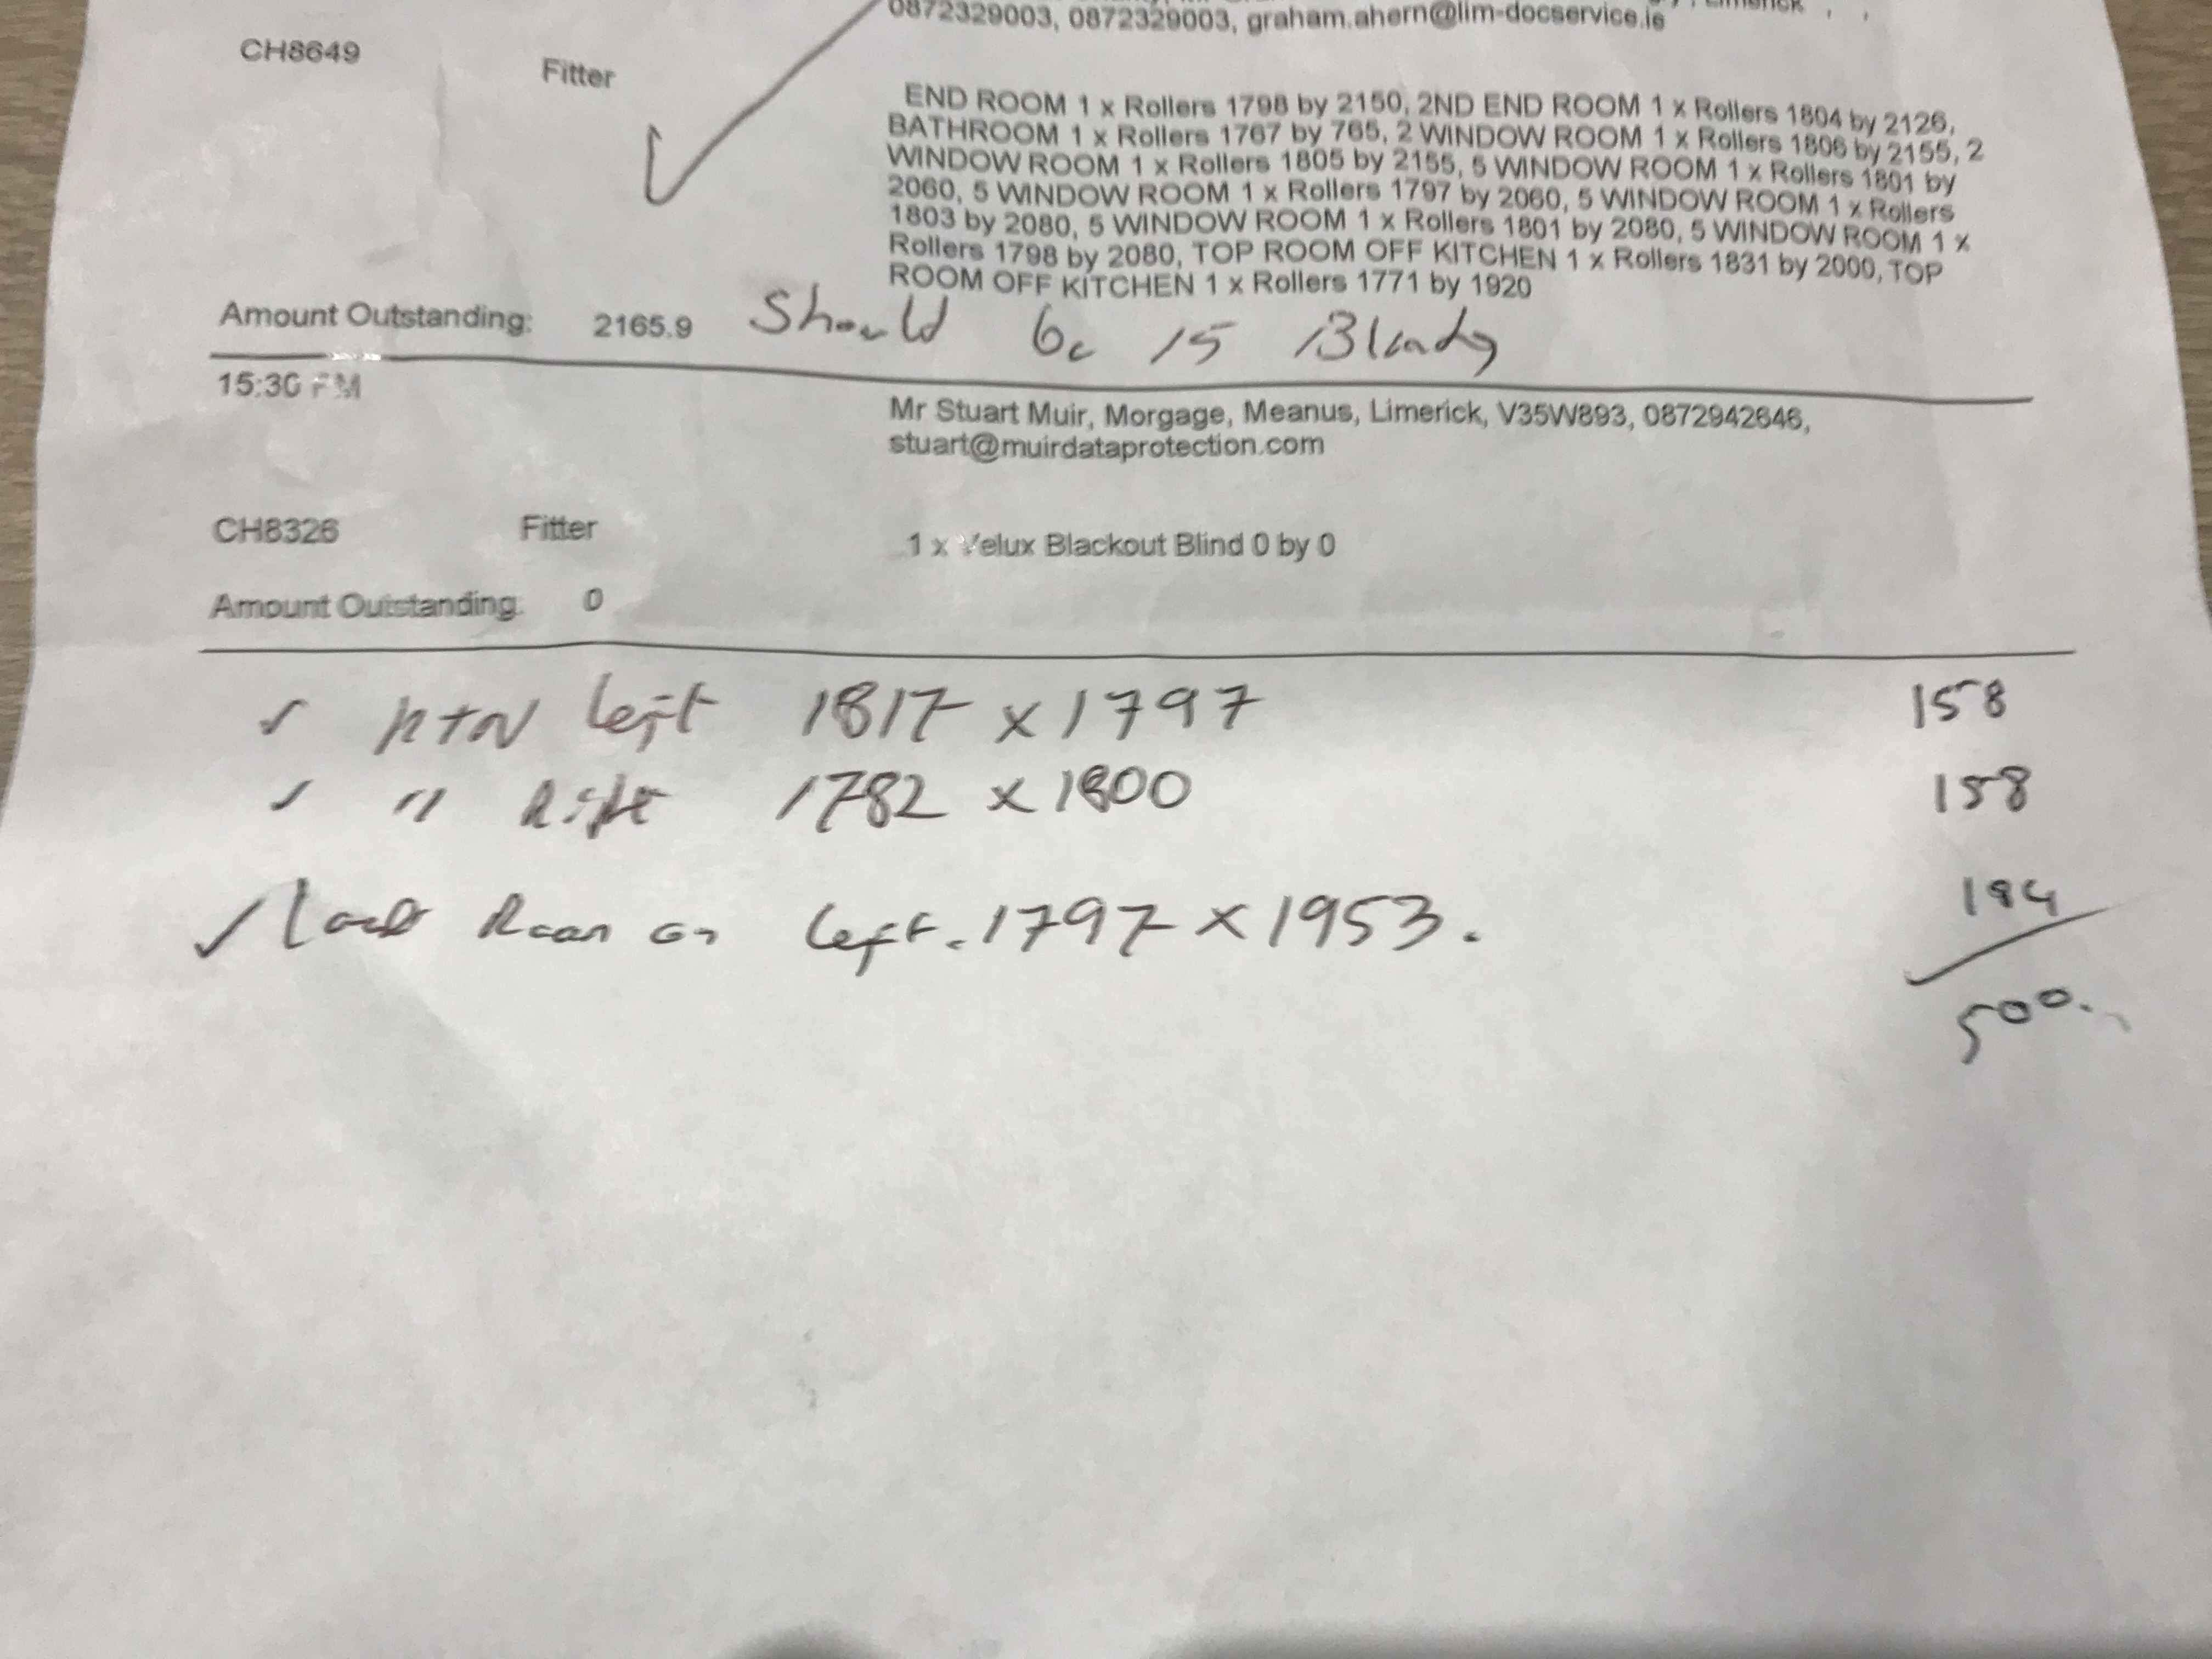 0872329003, 0872329003, graham.ahern@lim-docservice.ie
CH8649 Fitter
END ROOM 1 x Rollers 1798 by 2150, 2ND END ROOM 1 x Rollers 1804 by 2126,
BATHROOM 1 x Rollers 1767 by 765, 2 WINDOW ROOM 1 x Rollers 1806 by 2155, 2
WINDOW ROOM 1 x Rollers 1805 by 2155, 5 WINDOW ROOM 1 x Rollers 1801 by
2060, 5 WINDOW ROOM 1 x Rollers 1797 by 2060, 5 WINDOW ROOM 1 x Rollers
1803 by 2080, 5 WINDOW ROOM 1 x Rollers 1801 by 2080, 5 WINDOW ROOM 1 x
Rollers 1798 by 2080, TOP ROOM OFF KITCHEN 1 x Rollers 1831 by 2000, TOP
ROOM OFF KITCHEN 1 x Rollers 1771 by 1920
Amount Outstanding: 2165.9 Should be 15 Blinds
15:30 PM
Mr Stuart Muir, Morgage, Meanus, Limerick, V35W893, 0872942646,
stuart@muirdataprotection.com
CH8326 Fitter 1 x Velux Blackout Blind 0 by 0
Amount Outstanding: 0
✓ left 1817 x 1797 158
✓ " Right 1782 x 1800 158
✓ Room on left. 1797 x 1953. 184
500.